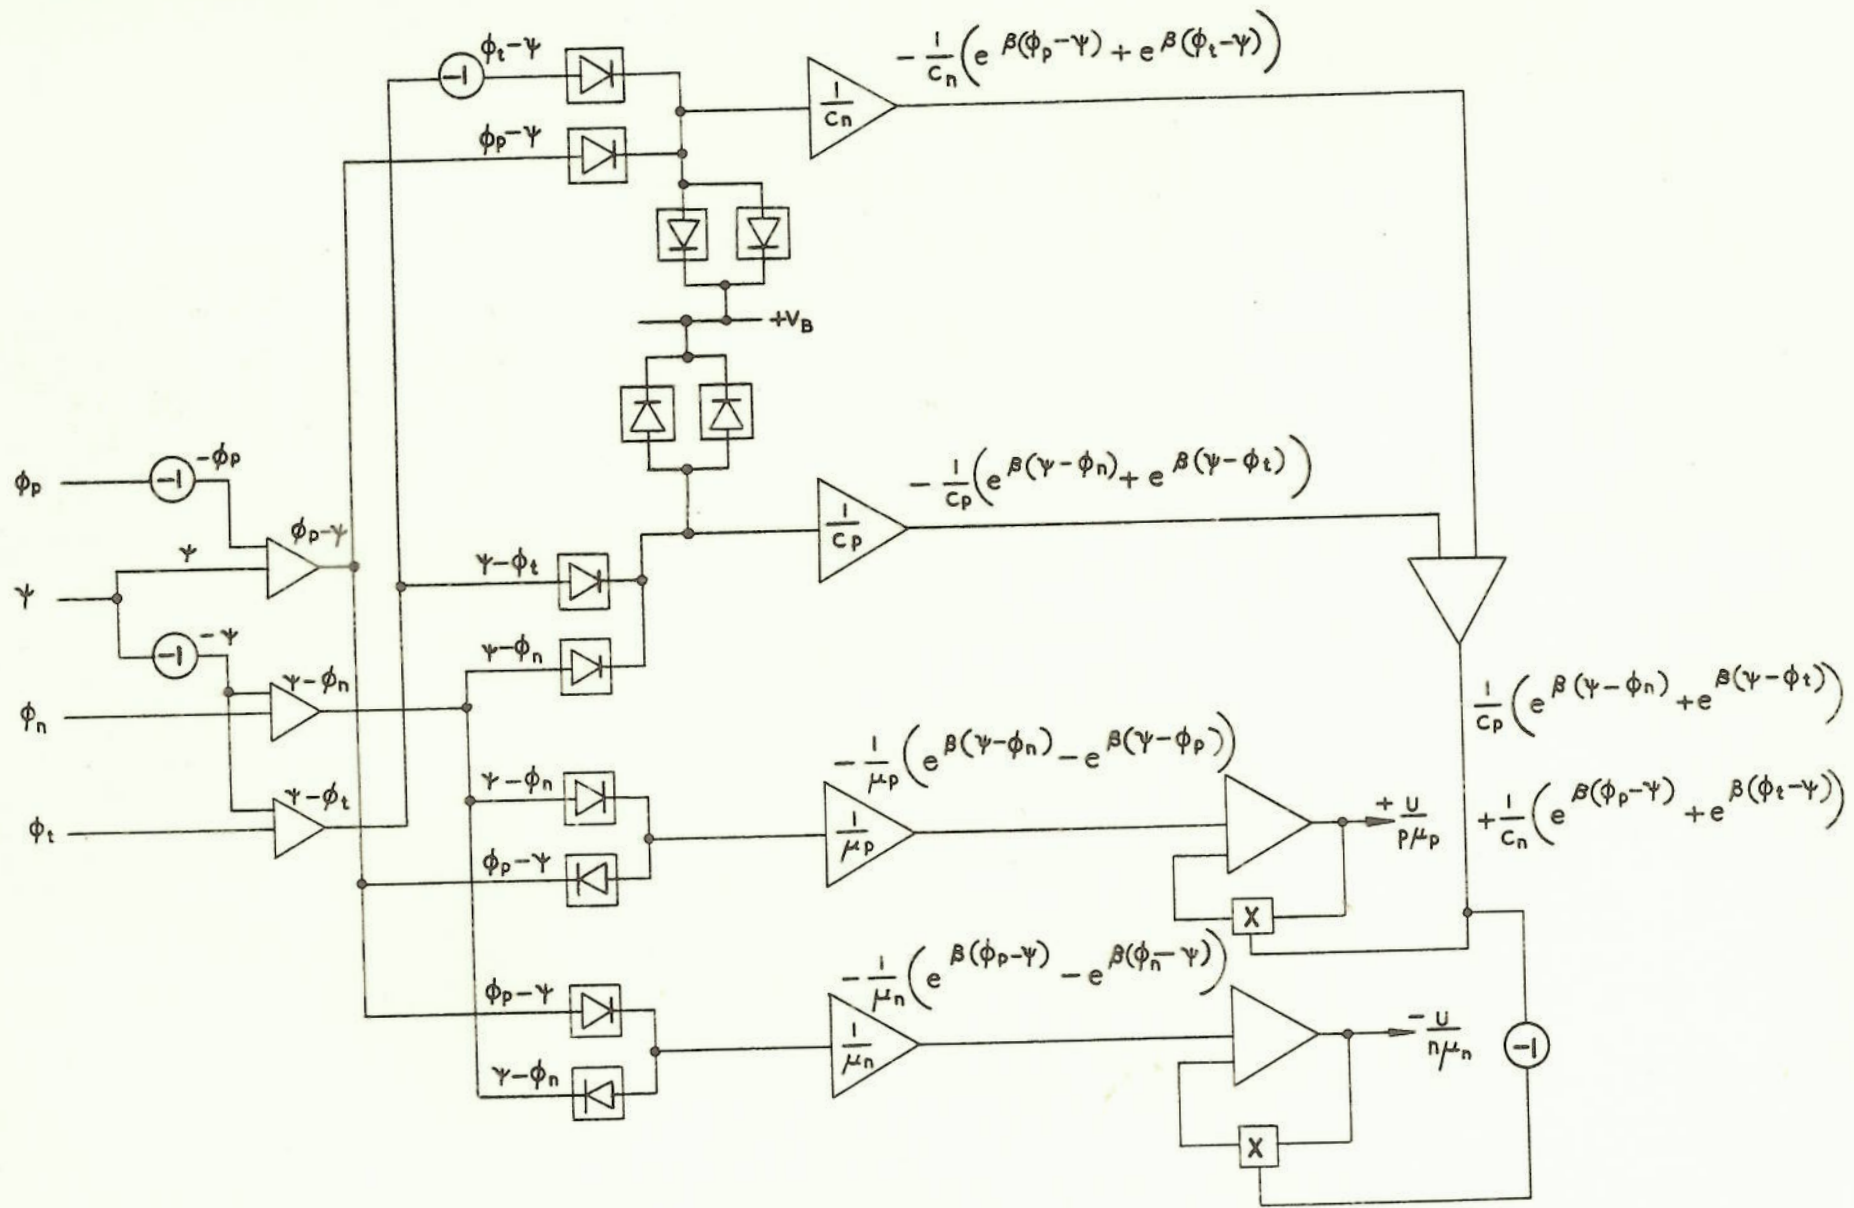 ϕt−ψ
−1
−1/Cn(e^β(ϕp−ψ) + e^β(ϕt−ψ))
1/Cn
ϕp−ψ
+VB
−1/Cp(e^β(ψ−ϕn) + e^β(ψ−ϕt))
1/Cp
ϕp
−1
−ϕp
ϕp−ψ
ψ
ψ
−1
−ψ
ψ−ϕt
ψ−ϕn
ψ−ϕn
ϕn
1/Cp(e^β(ψ−ϕn) + e^β(ψ−ϕt))
+1/Cn(e^β(ϕp−ψ) + e^β(ϕt−ψ))
ψ−ϕt
ϕt
ψ−ϕn
−1/μp(e^β(ψ−ϕn) − e^β(ψ−ϕp))
1/μp
+U/pμp
ϕp−ψ
X
ϕp−ψ
−1/μn(e^β(ϕp−ψ) − e^β(ϕn−ψ))
1/μn
−U/nμn
−1
ψ−ϕn
X